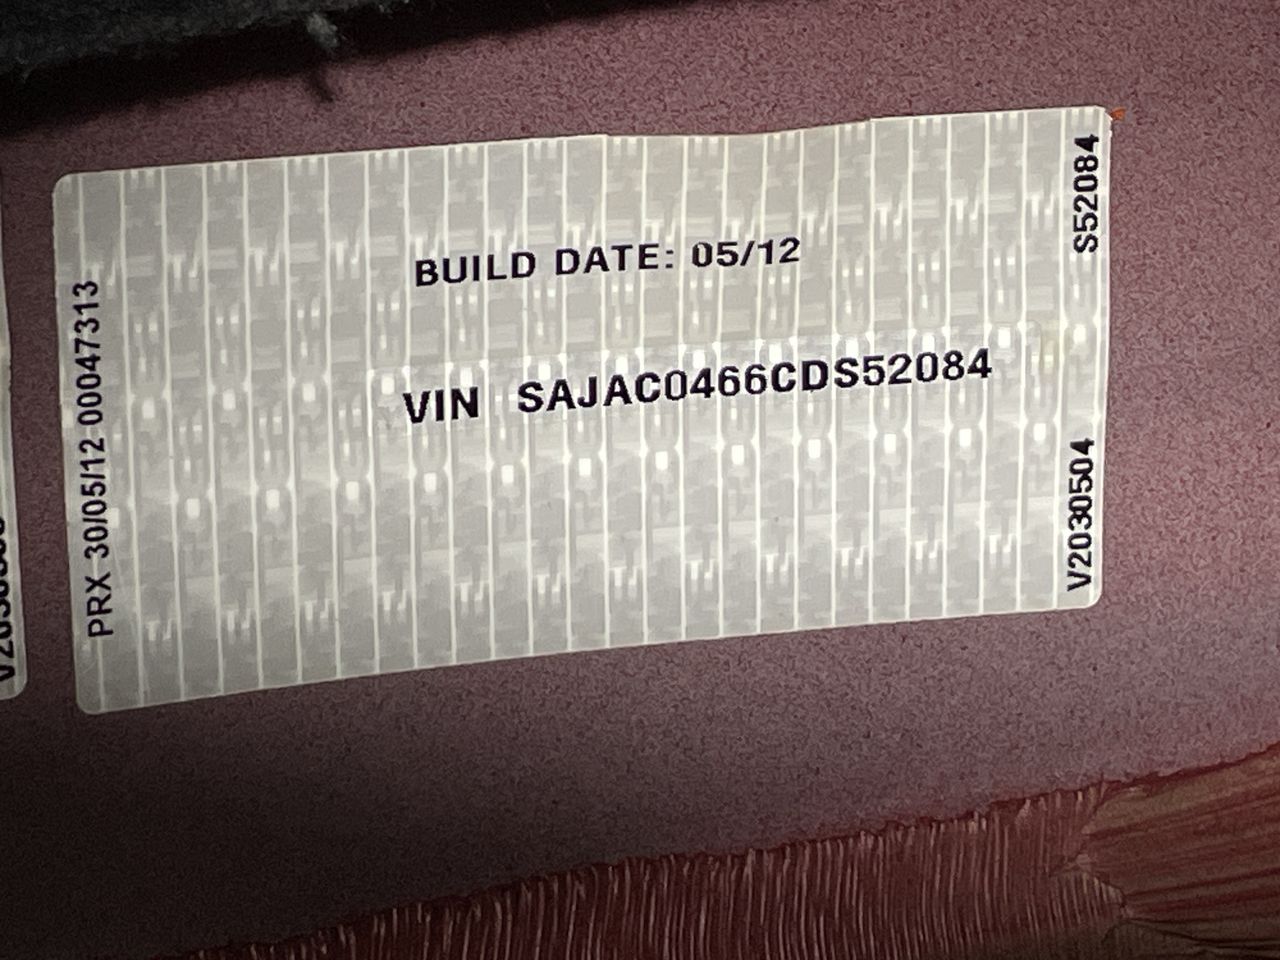 BUILD DATE: 05/12
VIN SAJAC0466CDS52084
PRX 30/05/12 00047313
S52084
V2030504